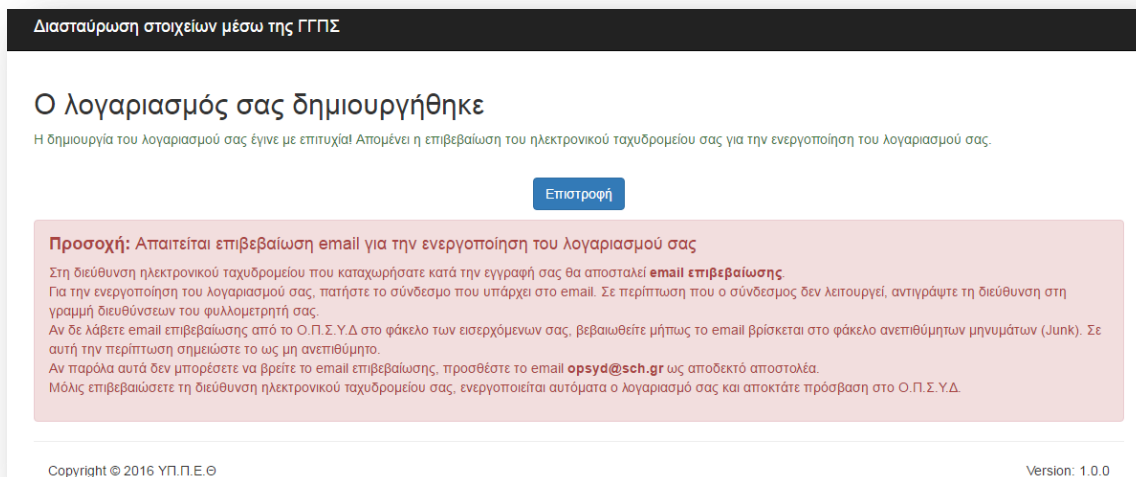 Διασταύρωση στοιχείων μέσω της ΓΓΠΣ
Ο λογαριασμός σας δημιουργήθηκε
Η δημιουργία του λογαριασμού σας έγινε με επιτυχία! Απομένει η επιβεβαίωση του ηλεκτρονικού ταχυδρομείου σας για την ενεργοποίηση του λογαριασμού σας.
Επιστροφή
Προσοχή: Απαιτείται επιβεβαίωση email για την ενεργοποίηση του λογαριασμού σας
Στη διεύθυνση ηλεκτρονικού ταχυδρομείου που καταχωρήσατε κατά την εγγραφή σας θα αποσταλεί email επιβεβαίωσης.
Για την ενεργοποίηση του λογαριασμού σας, πατήστε το σύνδεσμο που υπάρχει στο email. Σε περίπτωση που ο σύνδεσμος δεν λειτουργεί, αντιγράψτε τη διεύθυνση στη
γραμμή διευθύνσεων του φυλλομετρητή σας.
Αν δε λάβετε email επιβεβαίωσης από το Ο.Π.ΣΥ.Δ στο φάκελο των εισερχόμενων σας, βεβαιωθείτε μήπως το email βρίσκεται στο φάκελο ανεπιθύμητων μηνυμάτων (Junk). Σε
αυτή την περίπτωση σημειώστε το ως μη ανεπιθύμητο.
Αν παρόλα αυτά δεν μπορέσετε να βρείτε το email επιβεβαίωσης, προσθέστε το email opsyd@sch.gr ως αποδεκτό αποστολέα.
Μόλις επιβεβαιώσετε τη διεύθυνση ηλεκτρονικού ταχυδρομείου σας, ενεργοποιείται αυτόματα ο λογαριασμό σας και αποκτάτε πρόσβαση στο Ο.Π.Σ.Υ.Δ.
Copyright © 2016 ΥΠ.Π.Ε.Θ
Version: 1.0.0